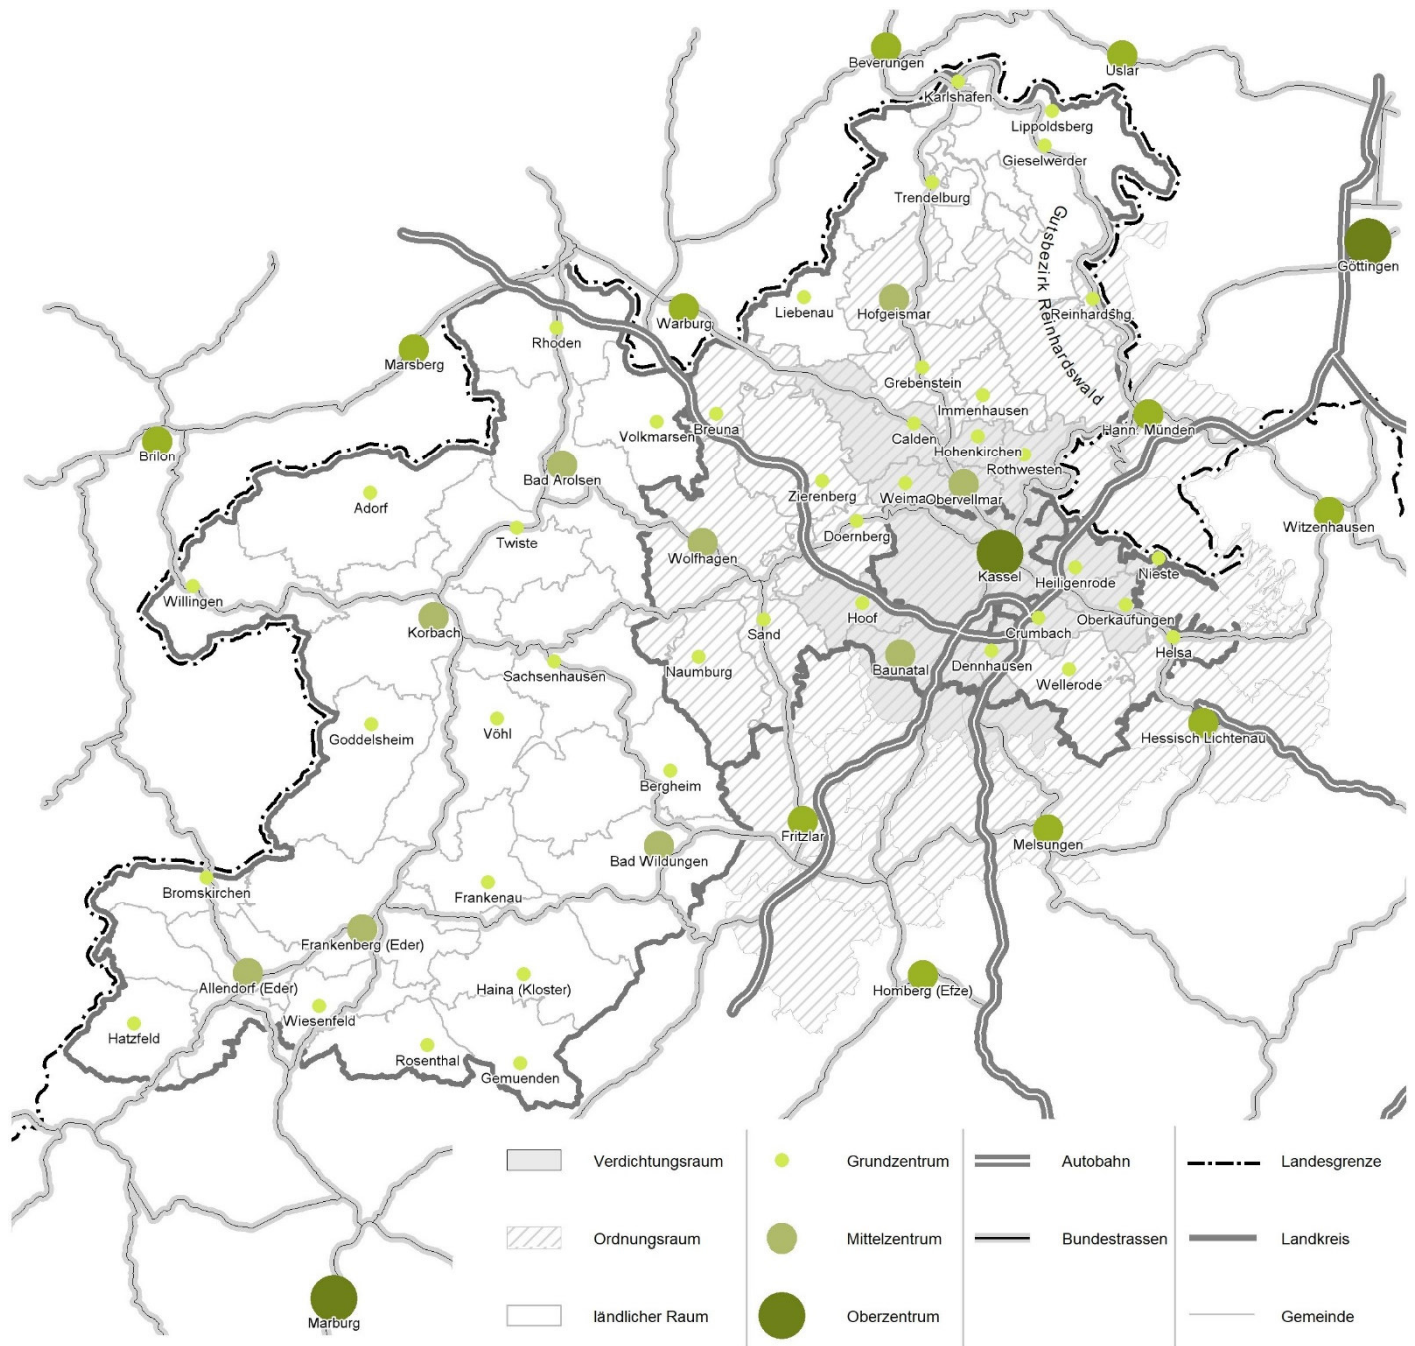 Beverungen
Uslar
Karlshafen
Lippoldsberg
Gieselwerder
Trendelburg
Gutsbezirk Reinhardswald
Göttingen
Liebenau
Hofgeismar
Reinhardshg.
Warburg
Rhoden
Marsberg
Grebenstein
Immenhausen
Volkmarsen
Breuna
Calden
Hann. Münden
Brilon
Hohenkirchen
Rothwesten
Bad Arolsen
Zierenberg
Weimar
Obervellmar
Adorf
Twiste
Doernberg
Witzenhausen
Wolfhagen
Kassel
Heiligenrode
Nieste
Willingen
Korbach
Hoof
Sand
Crumbach
Oberkaufungen
Helsa
Sachsenhausen
Naumburg
Baunatal
Dennhausen
Wellerode
Goddelsheim
Vöhl
Hessisch Lichtenau
Bergheim
Fritzlar
Melsungen
Bad Wildungen
Bromskirchen
Frankenau
Frankenberg (Eder)
Allendorf (Eder)
Haina (Kloster)
Homberg (Efze)
Wiesenfeld
Hatzfeld
Rosenthal
Gemuenden
Marburg
Verdichtungsraum
Grundzentrum
Autobahn
Landesgrenze
Ordnungsraum
Mittelzentrum
Bundestrassen
Landkreis
ländlicher Raum
Oberzentrum
Gemeinde